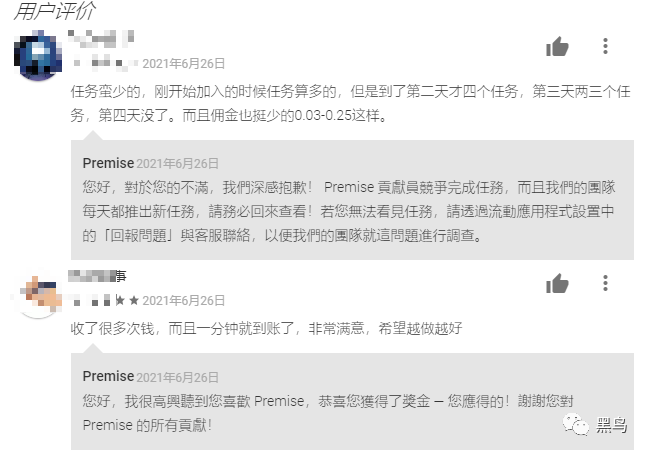 用户评价
2021年6月26日
任务蛮少的，刚开始加入的时候任务算多的，但是到了第二天才四个任务，第三天两三个任
务，第四天没了。而且佣金也挺少的0.03-0.25这样。
Premise 2021年6月26日
您好，對於您的不滿，我們深感抱歉！ Premise 貢獻員競爭完成任務，而且我們的團隊
每天都推出新任務，請務必回來查看！若您無法看見任務，請透過流動應用程式設置中
的「回報問題」與客服聯絡，以便我們的團隊就這問題進行調查。
事
★★ 2021年6月26日
收了很多次钱，而且一分钟就到账了，非常满意，希望越做越好
Premise 2021年6月26日
您好，我很高興聽到您喜歡 Premise，恭喜您獲得了獎金 — 您應得的！謝謝您對
Premise 的所有貢獻！
黑鸟